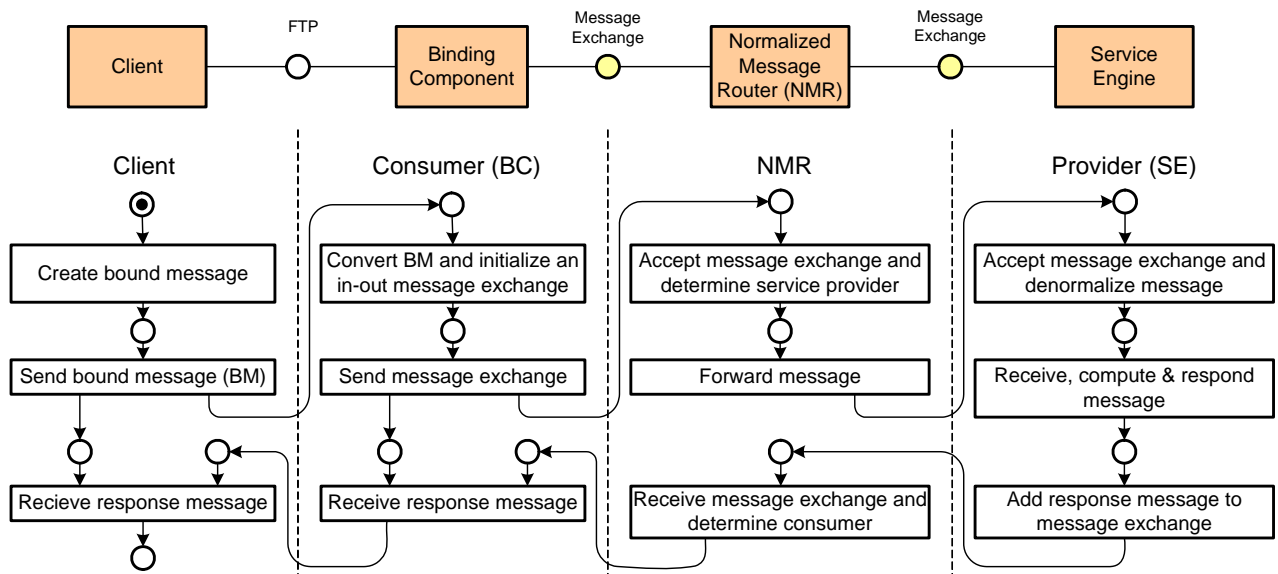 FTP
Message
Exchange
Message
Exchange
Client
Binding
Component
Normalized
Message
Router (NMR)
Service
Engine
Client
Consumer (BC)
NMR
Provider (SE)
Create bound message
Convert BM and initialize an
in-out message exchange
Accept message exchange and
determine service provider
Accept message exchange and
denormalize message
Send bound message (BM)
Send message exchange
Forward message
Receive, compute & respond
message
Recieve response message
Receive response message
Receive message exchange and
determine consumer
Add response message to
message exchange